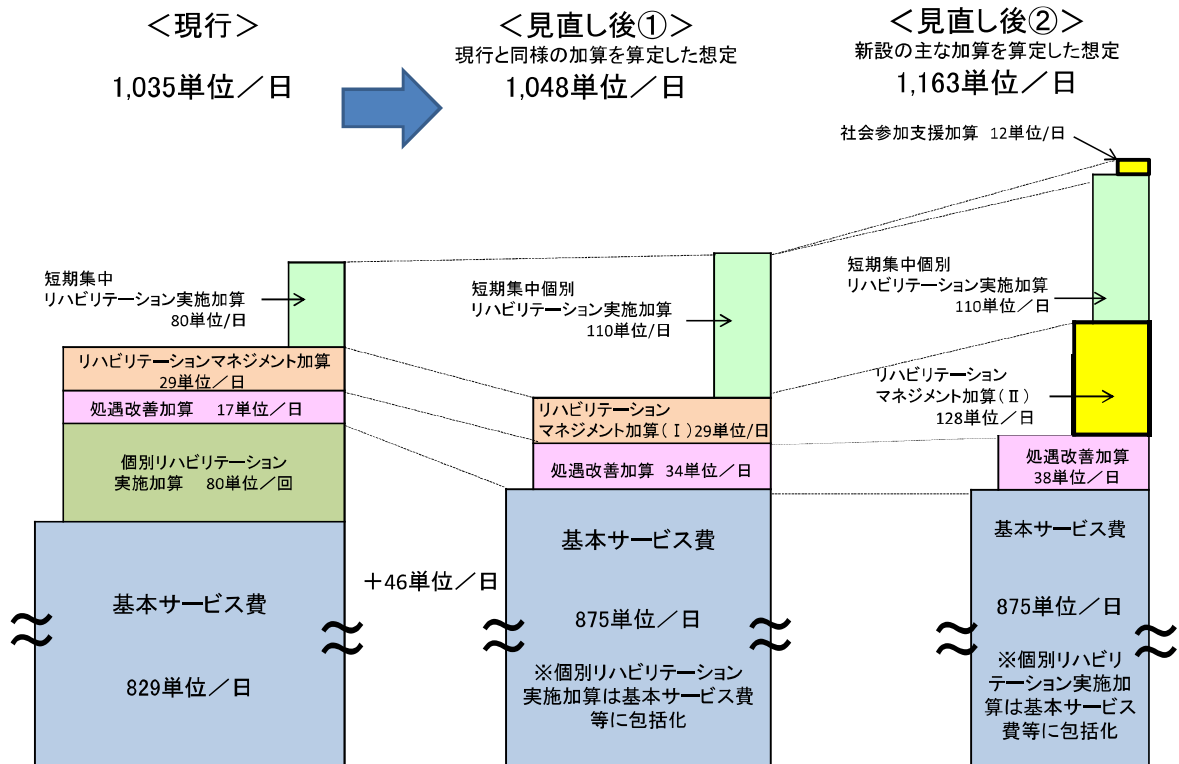 ＜現行＞
1,035単位／日
短期集中
リハビリテーション実施加算
80単位/日
リハビリテーションマネジメント加算
29単位／日
処遇改善加算　17単位／日
個別リハビリテーション
実施加算　80単位／回
基本サービス費
829単位／日
＋46単位／日
＜見直し後①＞
現行と同様の加算を算定した想定
1,048単位／日
短期集中個別
リハビリテーション実施加算
110単位/日
リハビリテーション
マネジメント加算（Ⅰ）29単位/日
処遇改善加算　34単位／日
基本サービス費
875単位／日
※個別リハビリテーション
実施加算は基本サービス費
等に包括化
＜見直し後②＞
新設の主な加算を算定した想定
1,163単位／日
社会参加支援加算　12単位/日
短期集中個別
リハビリテーション実施加算
110単位／日
リハビリテーション
マネジメント加算（Ⅱ）
128単位／日
処遇改善加算
38単位／日
基本サービス費
875単位／日
※個別リハビリ
テーション実施加
算は基本サービス
費等に包括化